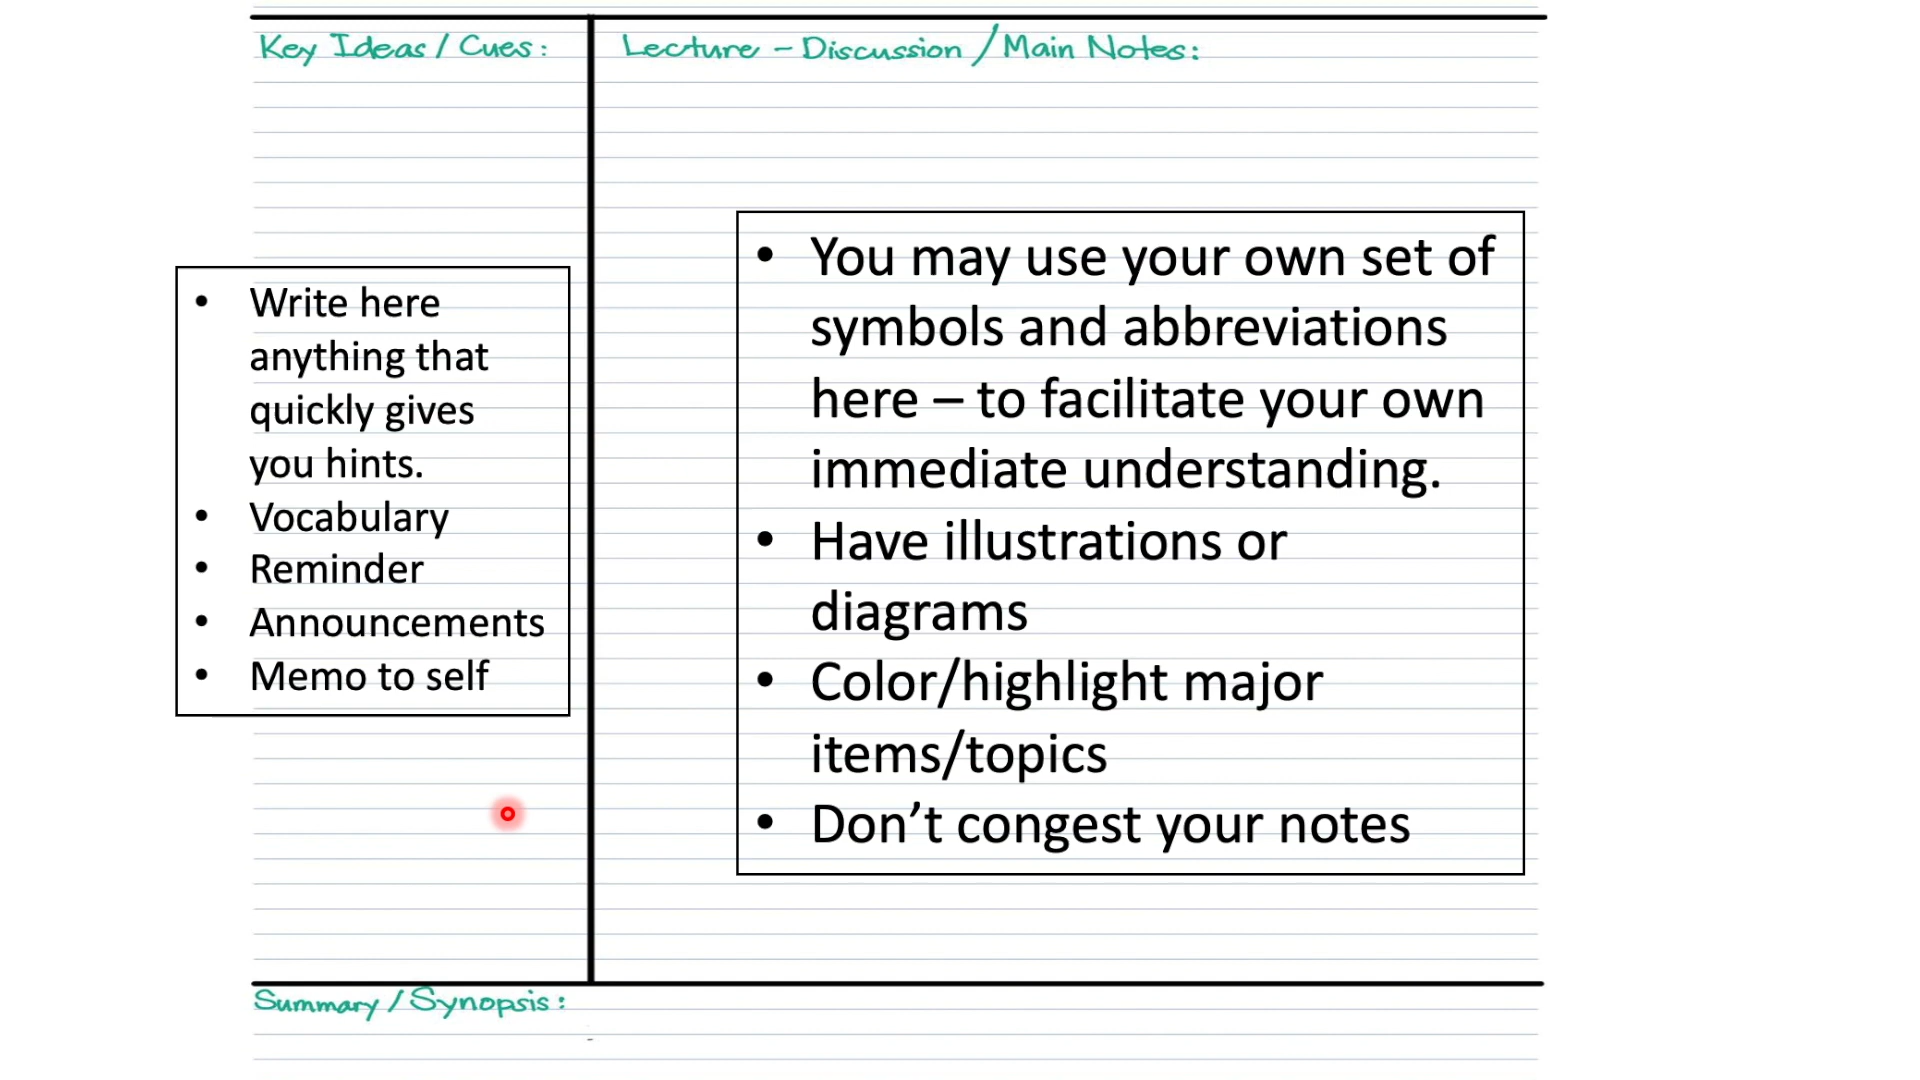 Key Ideas / Cues:
Lecture - Discussion / Main Notes:
• Write here
anything that
quickly gives
you hints.
• Vocabulary
• Reminder
• Announcements
• Memo to self
• You may use your own set of
symbols and abbreviations
here – to facilitate your own
immediate understanding.
• Have illustrations or
diagrams
• Color/highlight major
items/topics
• Don’t congest your notes
Summary / Synopsis: